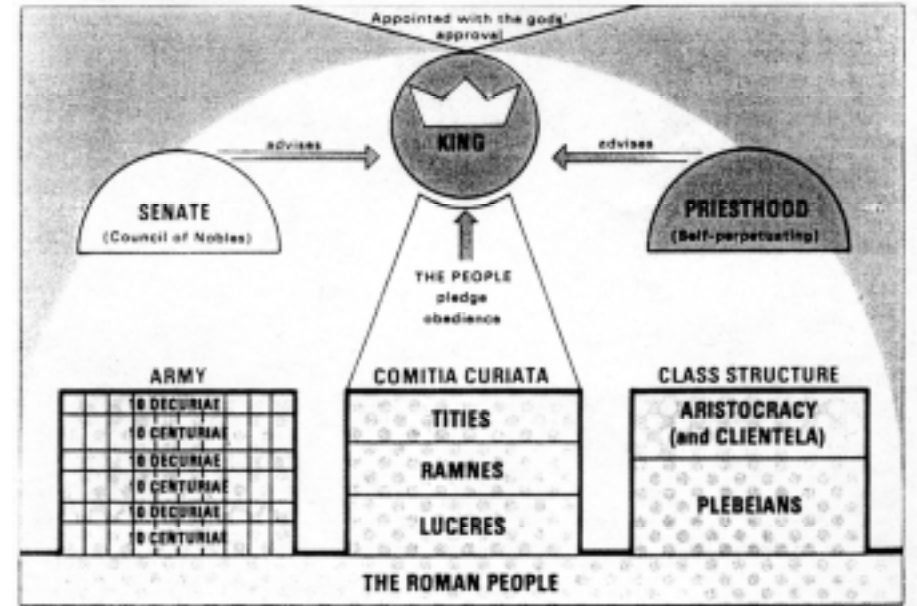 Appointed with the gods'
approval
KING
advises
advises
SENATE
(Council of Nobles)
PRIESTHOOD
(Self-perpetuating)
THE PEOPLE
pledge
obedience
ARMY
10 DECURIAE
10 CENTURIAE
10 DECURIAE
10 CENTURIAE
10 DECURIAE
10 CENTURIAE
COMITIA CURIATA
TITIES
RAMNES
LUCERES
CLASS STRUCTURE
ARISTOCRACY
(and CLIENTELA)
PLEBEIANS
THE ROMAN PEOPLE